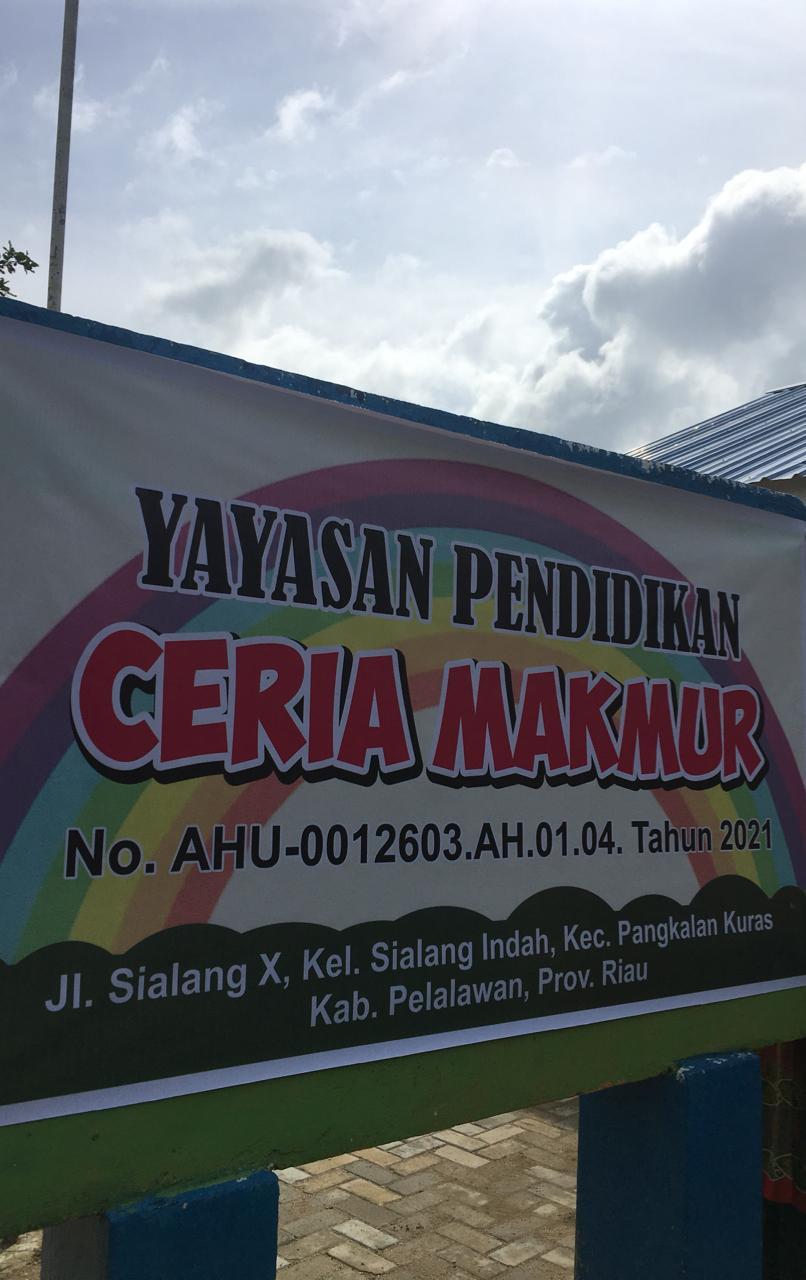 YAYASAN PENDIDIKAN
CERIA MAKMUR
No. AHU-0012603.AH.01.04. Tahun 2021
Jl. Sialang X, Kel. Sialang Indah, Kec. Pangkalan Kuras
Kab. Pelalawan, Prov. Riau